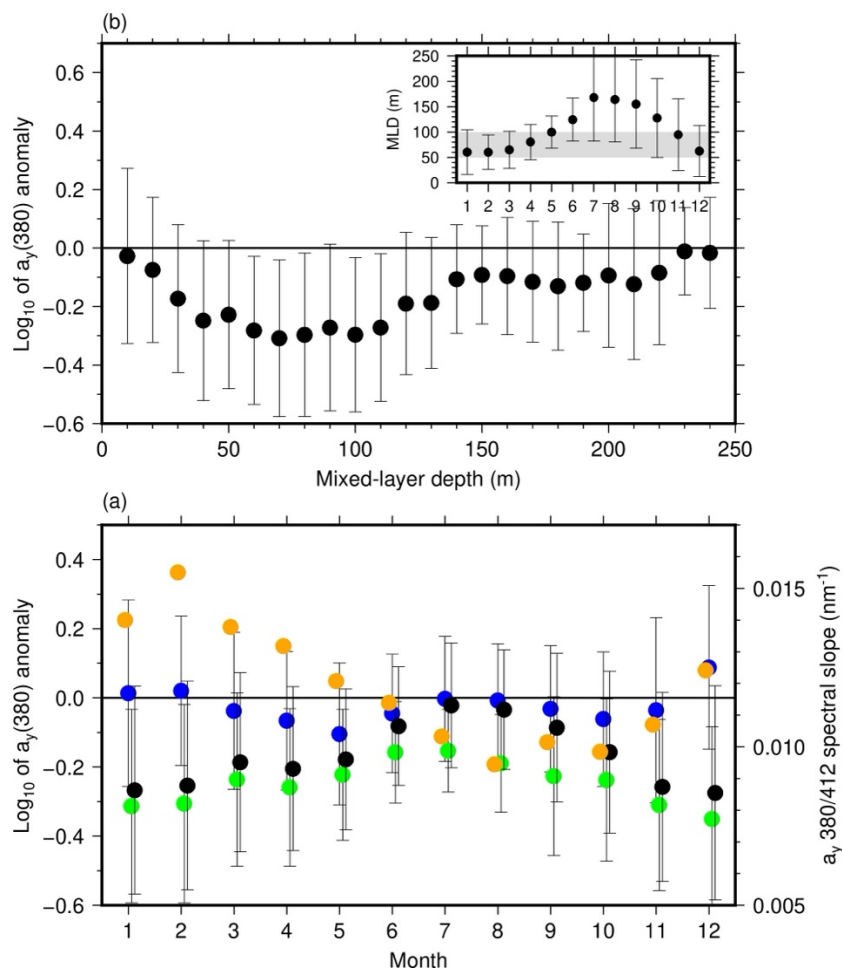 (b)
0.6
0.4
0.2
0.0
−0.2
−0.4
−0.6
Log10 of ay(380) anomaly
0 50 100 150 200 250
Mixed-layer depth (m)
250
200
150
100
50
0
MLD (m)
1 2 3 4 5 6 7 8 9 10 11 12
(a)
0.4
0.2
0.0
−0.2
−0.4
−0.6
Log10 of ay(380) anomaly
0.015
0.010
0.005
ay 380/412 spectral slope (nm-1)
1 2 3 4 5 6 7 8 9 10 11 12
Month